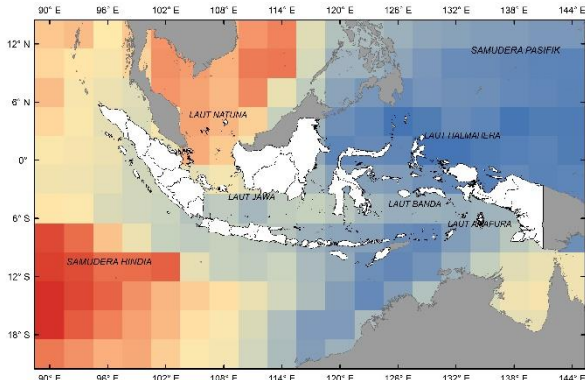 90° E 96° E 102° E 108° E 114° E 120° E 126° E 132° E 138° E 144° E
12° N
SAMUDERA PASIFIK
6° N
LAUT NATUNA
LAUT HALMAHERA
0°
LAUT JAWA
LAUT BANDA
6° S
LAUT ARAFURA
SAMUDERA HINDIA
12° S
18° S
90° E 96° E 102° E 108° E 114° E 120° E 126° E 132° E 138° E 144° E